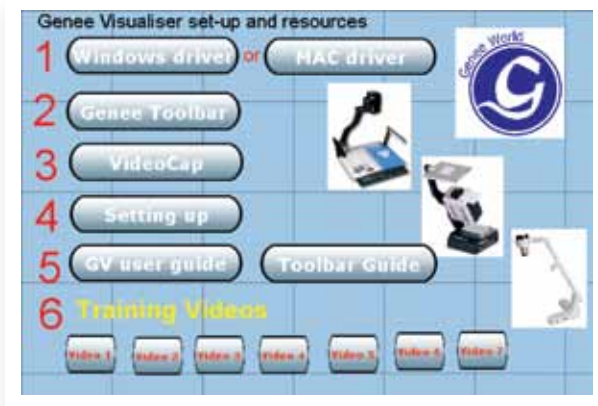 Genee Visualiser set-up and resources
1 Windows driver or MAC driver
Genee World
G
2 Genee Toolbar
3 VideoCap
4 Setting up
5 GV user guide Toolbar Guide
6 Training Videos
Video 1 Video 2 Video 3 Video 4 Video 5 Video 6 Video 7